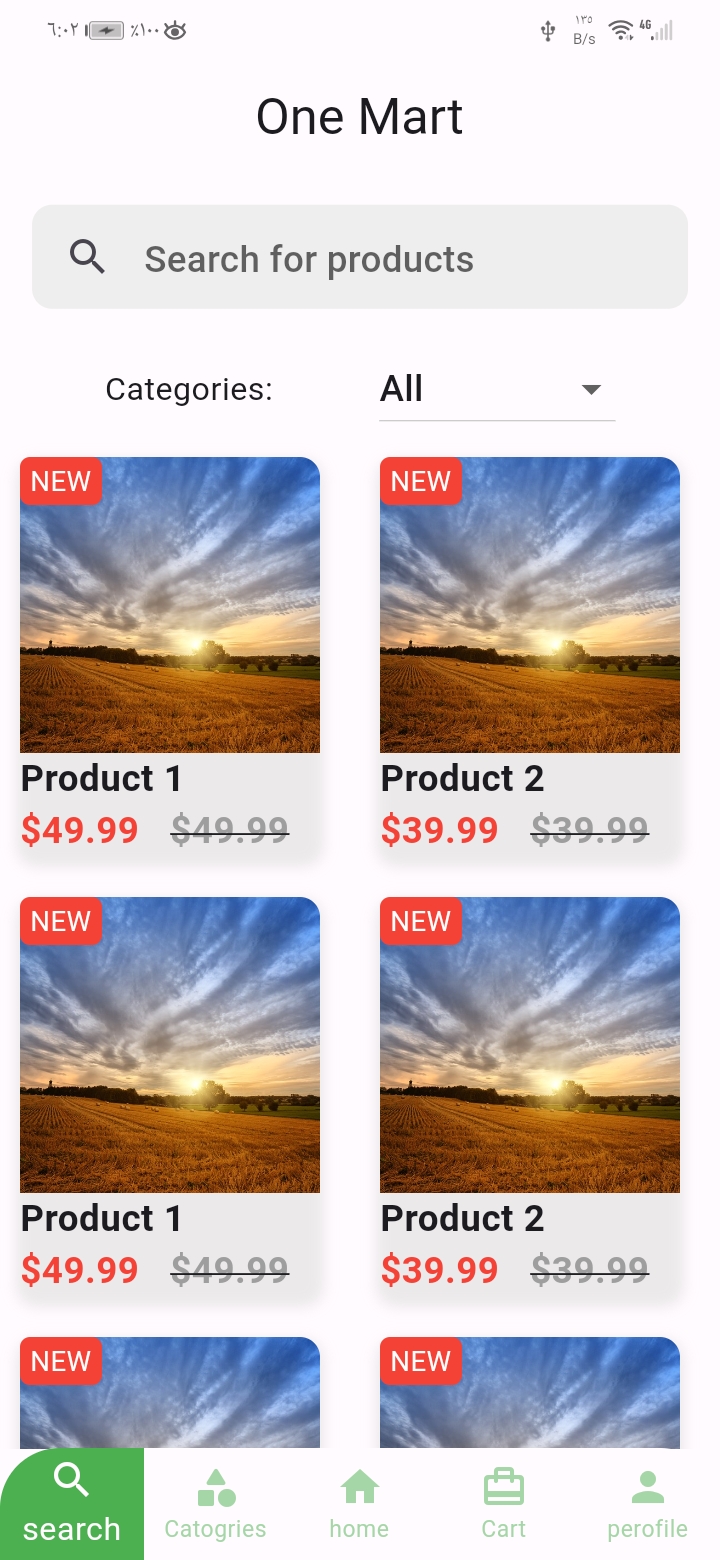 ٦:٠٢ ٪١٠٠ ١٣٥ B/s 4G
One Mart
Search for products
Categories: All
NEW NEW
Product 1 Product 2
$49.99 $49.99 $39.99 $39.99
NEW NEW
Product 1 Product 2
$49.99 $49.99 $39.99 $39.99
NEW NEW
search Catogries home Cart perofile